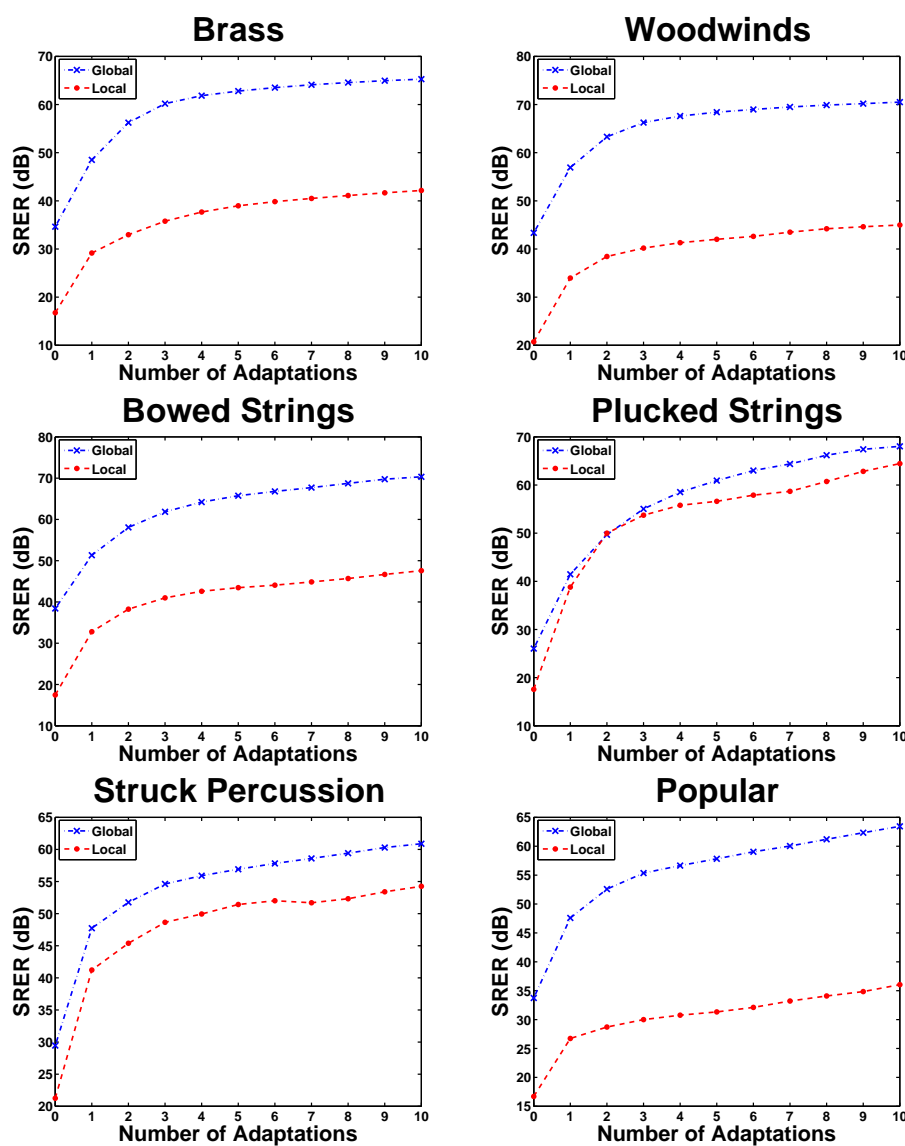 Brass
Global
Local
SRER (dB)
70
60
50
40
30
20
10
0 1 2 3 4 5 6 7 8 9 10
Number of Adaptations
Woodwinds
Global
Local
SRER (dB)
80
70
60
50
40
30
20
0 1 2 3 4 5 6 7 8 9 10
Number of Adaptations
Bowed Strings
Global
Local
SRER (dB)
80
70
60
50
40
30
20
10
0 1 2 3 4 5 6 7 8 9 10
Number of Adaptations
Plucked Strings
Global
Local
SRER (dB)
70
60
50
40
30
20
10
0 1 2 3 4 5 6 7 8 9 10
Number of Adaptations
Struck Percussion
Global
Local
SRER (dB)
65
60
55
50
45
40
35
30
25
20
0 1 2 3 4 5 6 7 8 9 10
Number of Adaptations
Popular
Global
Local
SRER (dB)
65
60
55
50
45
40
35
30
25
20
15
0 1 2 3 4 5 6 7 8 9 10
Number of Adaptations